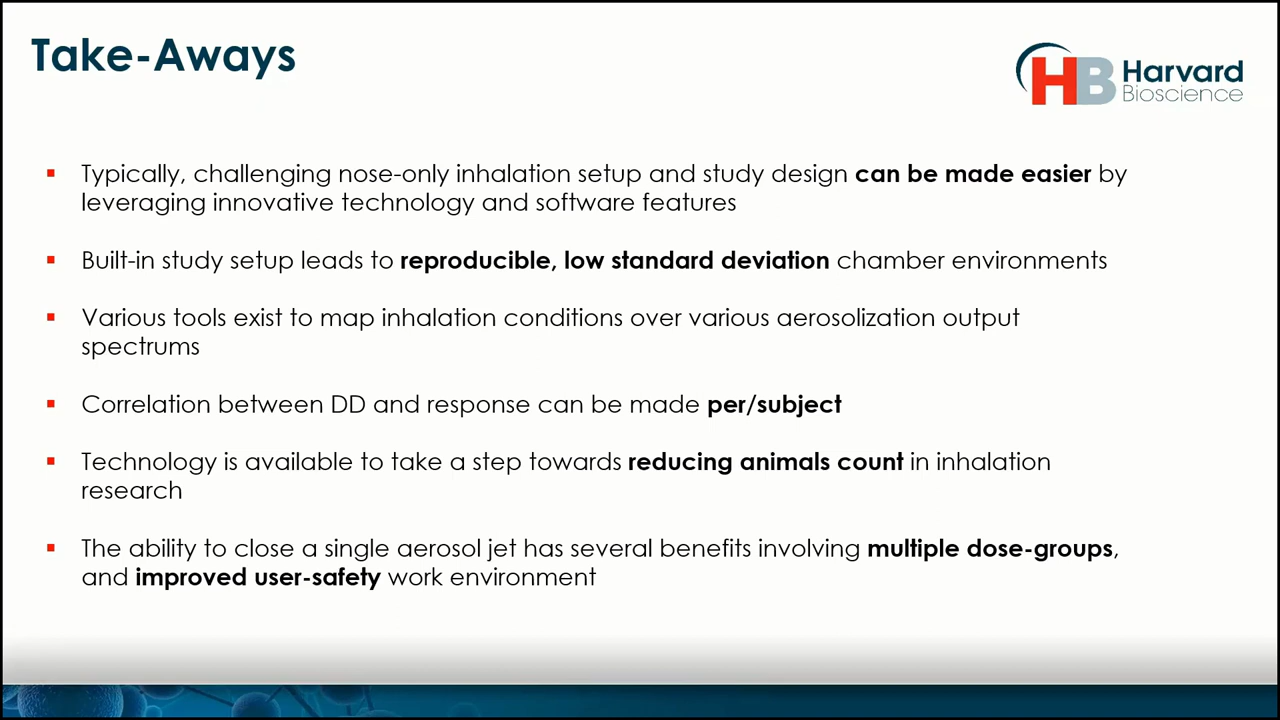 Take-Aways
HB Harvard
Bioscience
Typically, challenging nose-only inhalation setup and study design can be made easier by
leveraging innovative technology and software features
Built-in study setup leads to reproducible, low standard deviation chamber environments
Various tools exist to map inhalation conditions over various aerosolization output
spectrums
Correlation between DD and response can be made per/subject
Technology is available to take a step towards reducing animals count in inhalation
research
The ability to close a single aerosol jet has several benefits involving multiple dose-groups,
and improved user-safety work environment